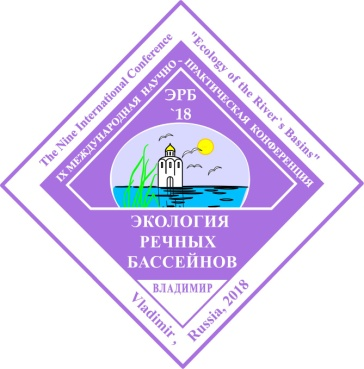 The Nine International Conference
"Ecology of the River`s Basins"
IX МЕЖДУНАРОДНАЯ НАУЧНО -
ПРАКТИЧЕСКАЯ КОНФЕРЕНЦИЯ
ЭРБ
`18
ЭКОЛОГИЯ
РЕЧНЫХ
БАССЕЙНОВ
ВЛАДИМИР
Vladimir ,
Russia, 2018